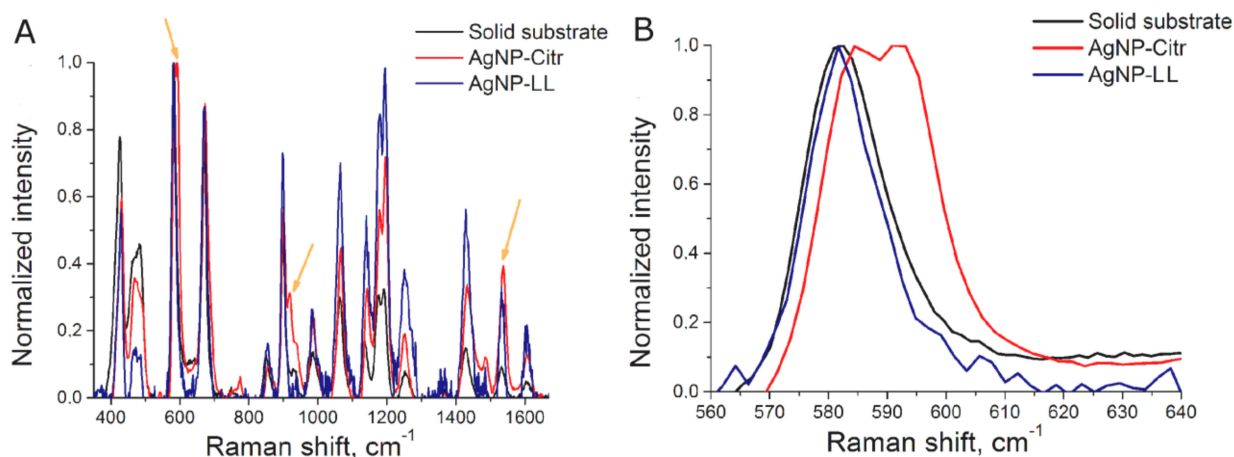 A
Solid substrate
AgNP-Citr
AgNP-LL
Normalized intensity
1.0
0.8
0.6
0.4
0.2
0.0
400 600 800 1000 1200 1400 1600
Raman shift, cm-1
B
Solid substrate
AgNP-Citr
AgNP-LL
Normalized intensity
1.0
0.8
0.6
0.4
0.2
0.0
560 570 580 590 600 610 620 630 640
Raman shift, cm-1